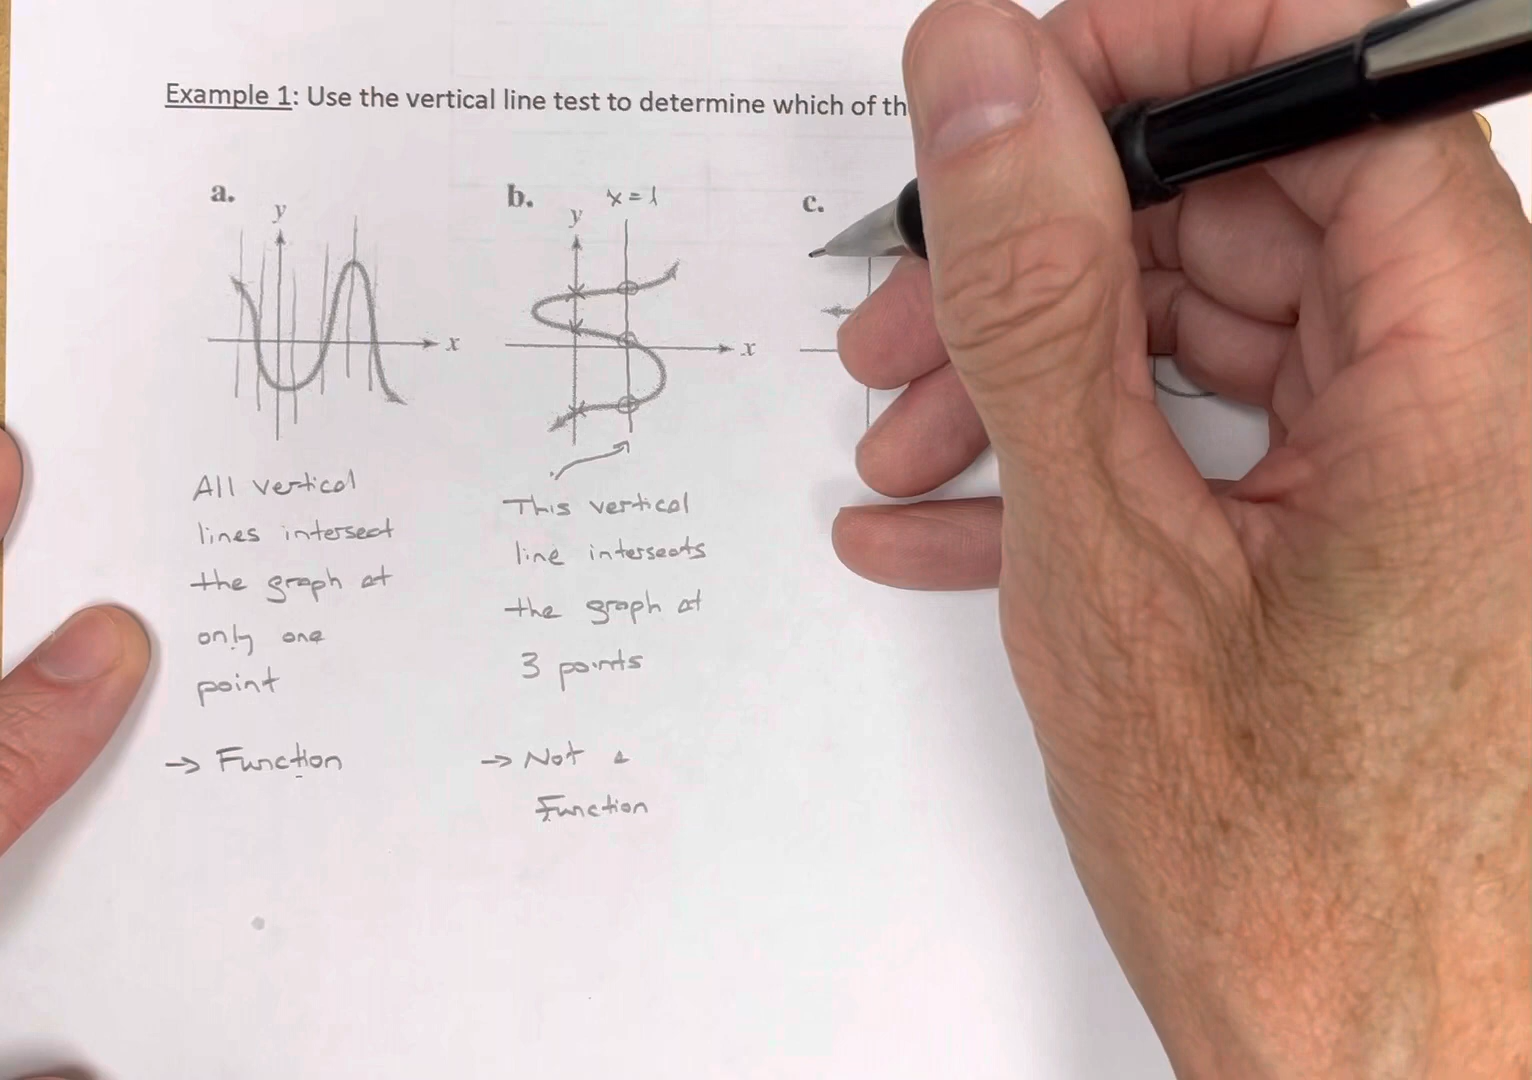 Example 1: Use the vertical line test to determine which of th
a.
y
x
All vertical
lines intersect
the graph at
only one
point
→ Function
b.
x = 1
y
x
This vertical
line intersects
the graph at
3 points
→ Not a
Function
c.